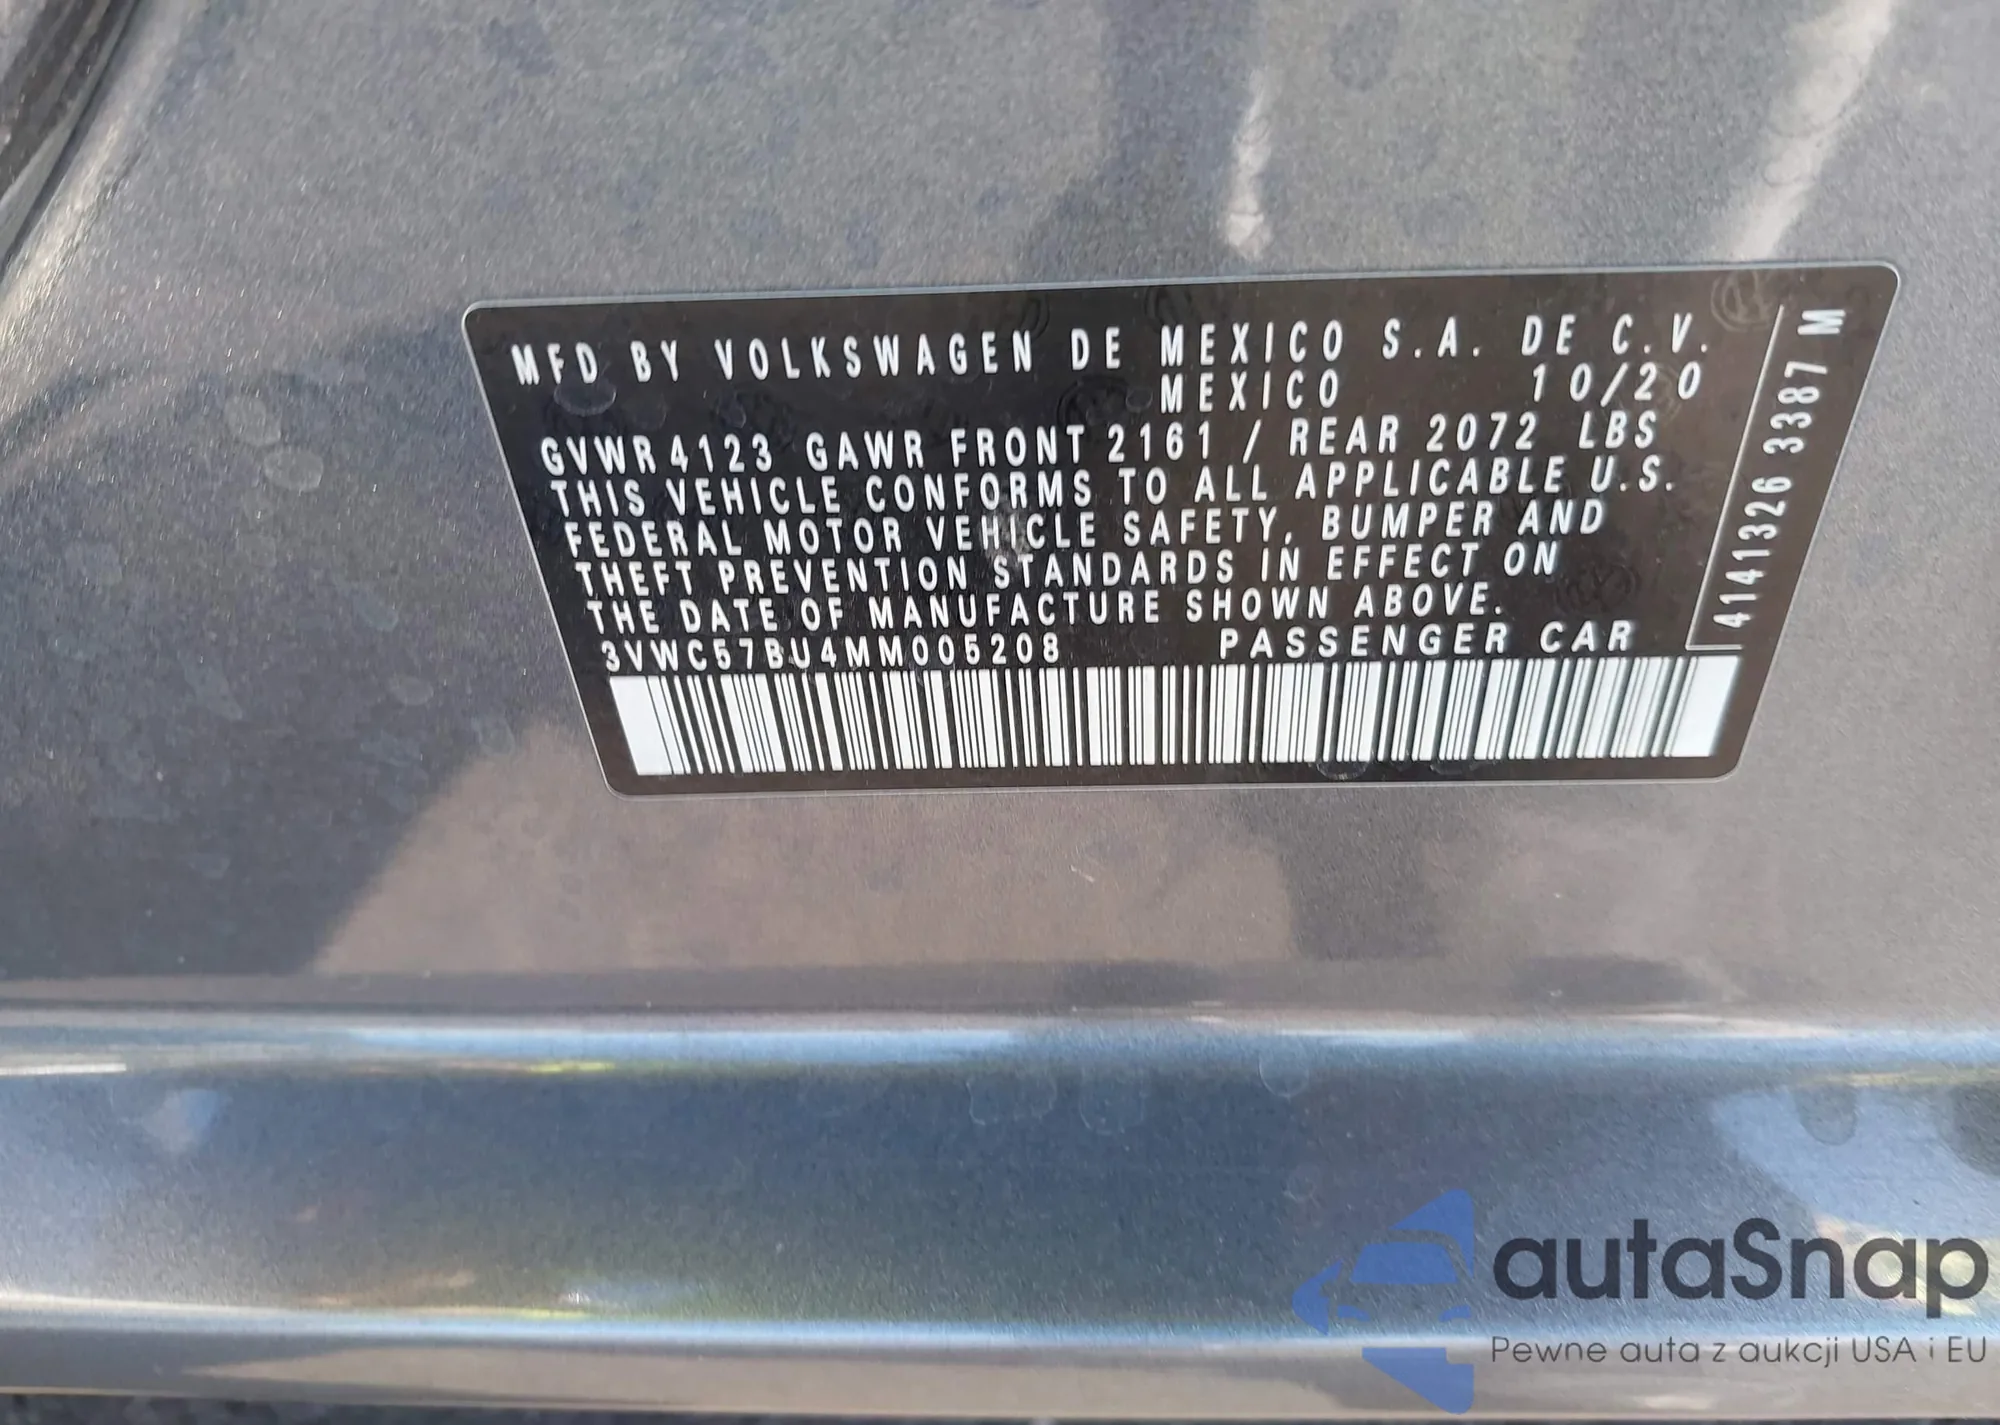 MFD BY VOLKSWAGEN DE MEXICO S.A. DE C.V.
MEXICO 10/20
GVWR 4123 GAWR FRONT 2161 / REAR 2072 LBS
THIS VEHICLE CONFORMS TO ALL APPLICABLE U.S.
FEDERAL MOTOR VEHICLE SAFETY, BUMPER AND
THEFT PREVENTION STANDARDS IN EFFECT ON
THE DATE OF MANUFACTURE SHOWN ABOVE.
3VWC57BU4MM005208 PASSENGER CAR
41413263387 M
autaSnap
Pewne auta z aukcji USA i EU